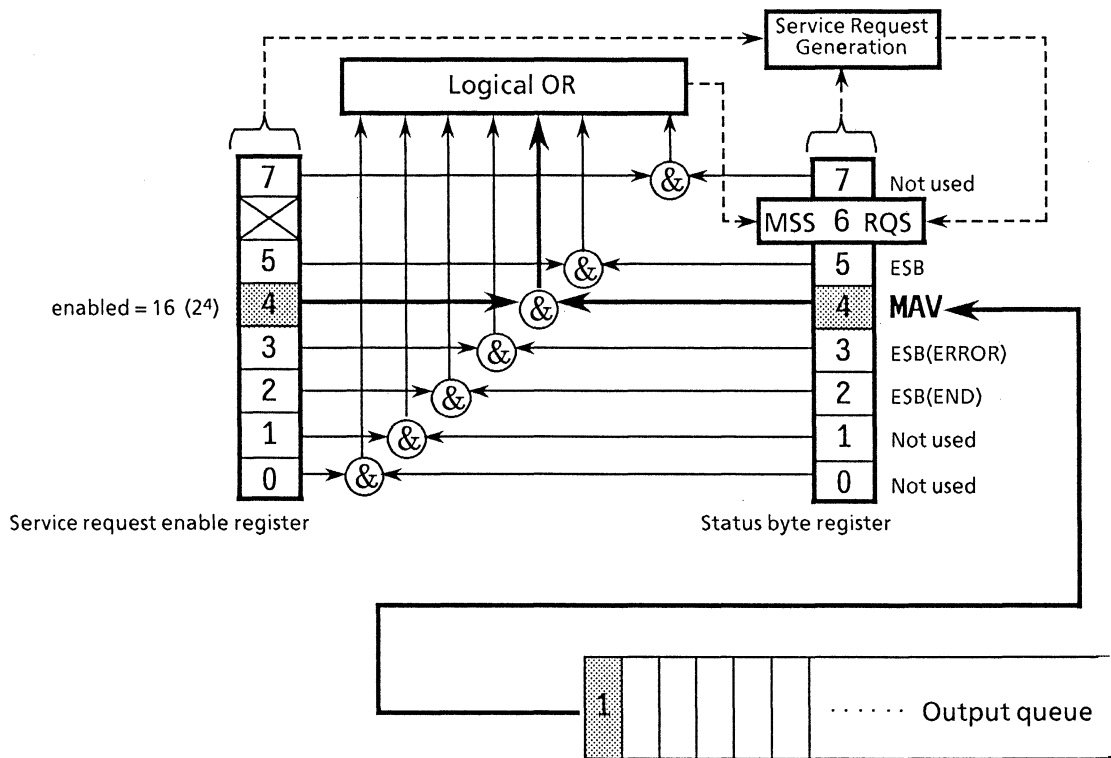 Service Request
Generation
Logical OR
7
&
7
Not used
MSS 6 RQS
5
&
5
ESB
enabled = 16 (2⁴)
4
&
4
MAV
3
&
3
ESB(ERROR)
2
&
2
ESB(END)
1
&
1
Not used
0
&
0
Not used
Service request enable register
Status byte register
1
······ Output queue